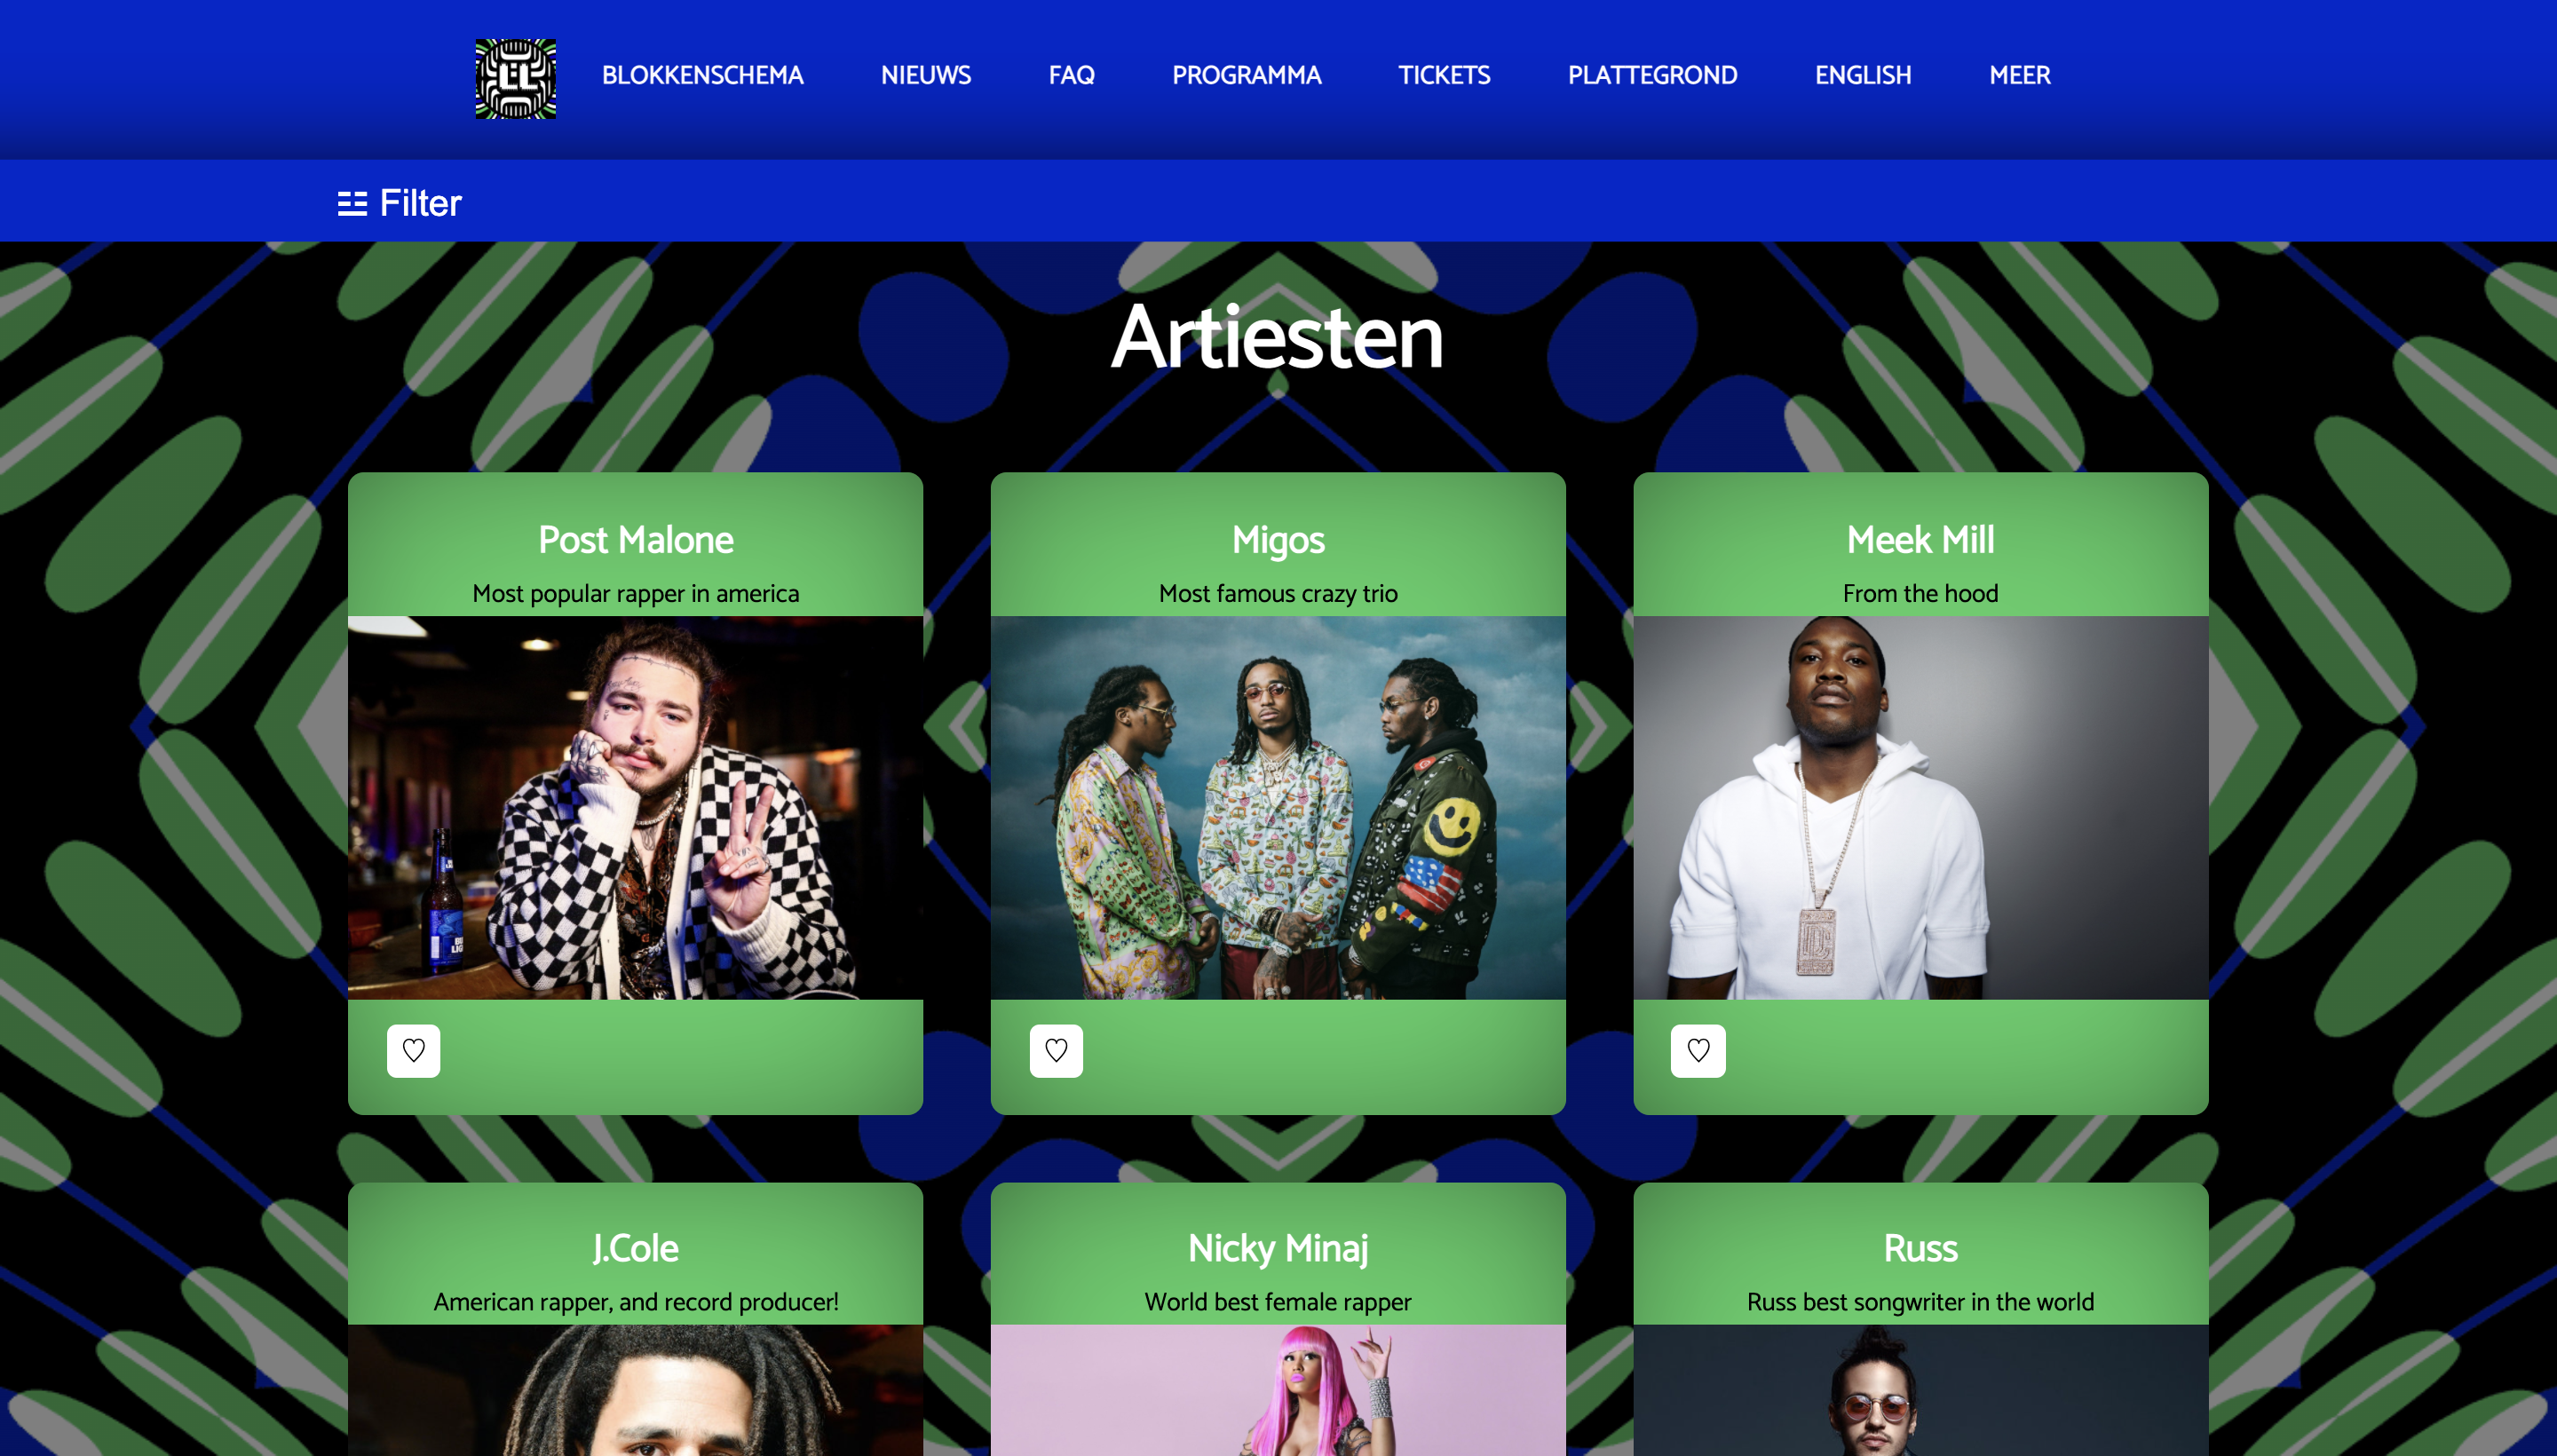 LL
BLOKKENSCHEMA NIEUWS FAQ PROGRAMMA TICKETS PLATTEGROND ENGLISH MEER
Filter
Artiesten
Post Malone
Most popular rapper in america
Migos
Most famous crazy trio
Meek Mill
From the hood
J.Cole
American rapper, and record producer!
Nicky Minaj
World best female rapper
Russ
Russ best songwriter in the world